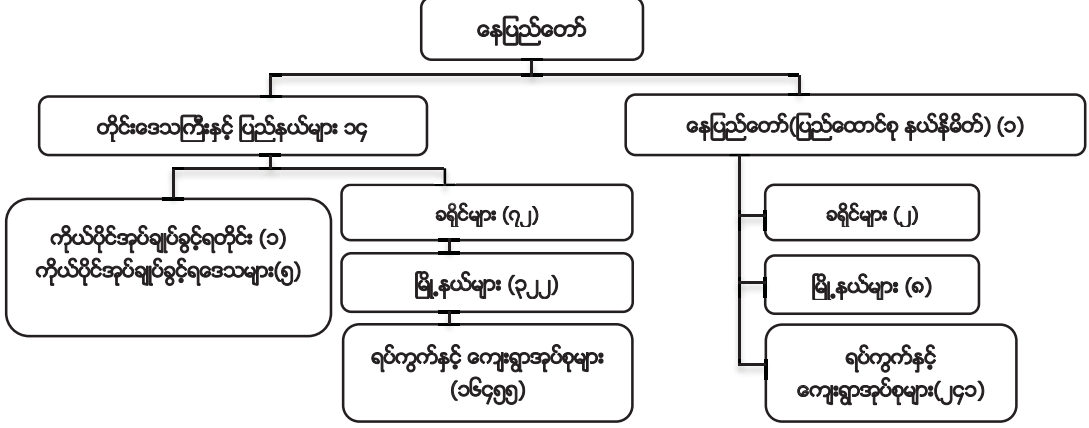 နေပြည်တော်
တိုင်းဒေသကြီးနှင့် ပြည်နယ်များ ၁၄
နေပြည်တော်(ပြည်ထောင်စု နယ်နိမိတ်) (၁)
ကိုယ်ပိုင်အုပ်ချုပ်ခွင့်ရတိုင်း (၁)
ကိုယ်ပိုင်အုပ်ချုပ်ခွင့်ရဒေသများ(၅)
ခရိုင်များ (၇၂)
မြို့နယ်များ (၃၂၂)
ရပ်ကွက်နှင့် ကျေးရွာအုပ်စုများ
(၁၆၄၅၅)
ခရိုင်များ (၂)
မြို့နယ်များ (၈)
ရပ်ကွက်နှင့်
ကျေးရွာအုပ်စုများ(၂၄၁)